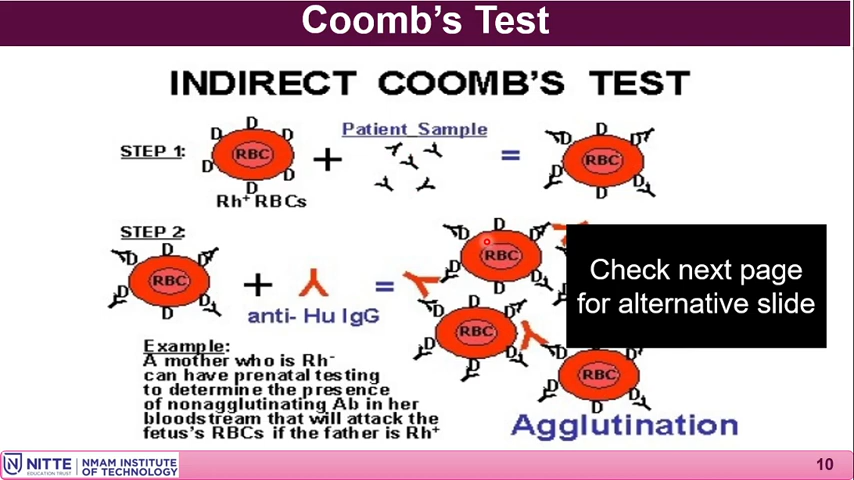 Coomb's Test
INDIRECT COOMB'S TEST
STEP 1:
D
D
D
D
D
D
RBC
Rh⁺ RBCs
+
Patient Sample
=
D
D
D
D
D
D
RBC
STEP 2:
D
D
D
D
D
D
RBC
+
anti- Hu IgG
=
D
D
D
D
D
D
RBC
D
D
D
D
D
RBC
D
D
D
D
RBC
Check next page
for alternative slide
Example:
A mother who is Rh⁻
can have prenatal testing
to determine the presence
of nonagglutinating Ab in her
bloodstream that will attack the
fetus's RBCs if the father is Rh⁺
Agglutination
NITTE
EDUCATION TRUST
NMAM INSTITUTE
OF TECHNOLOGY
10